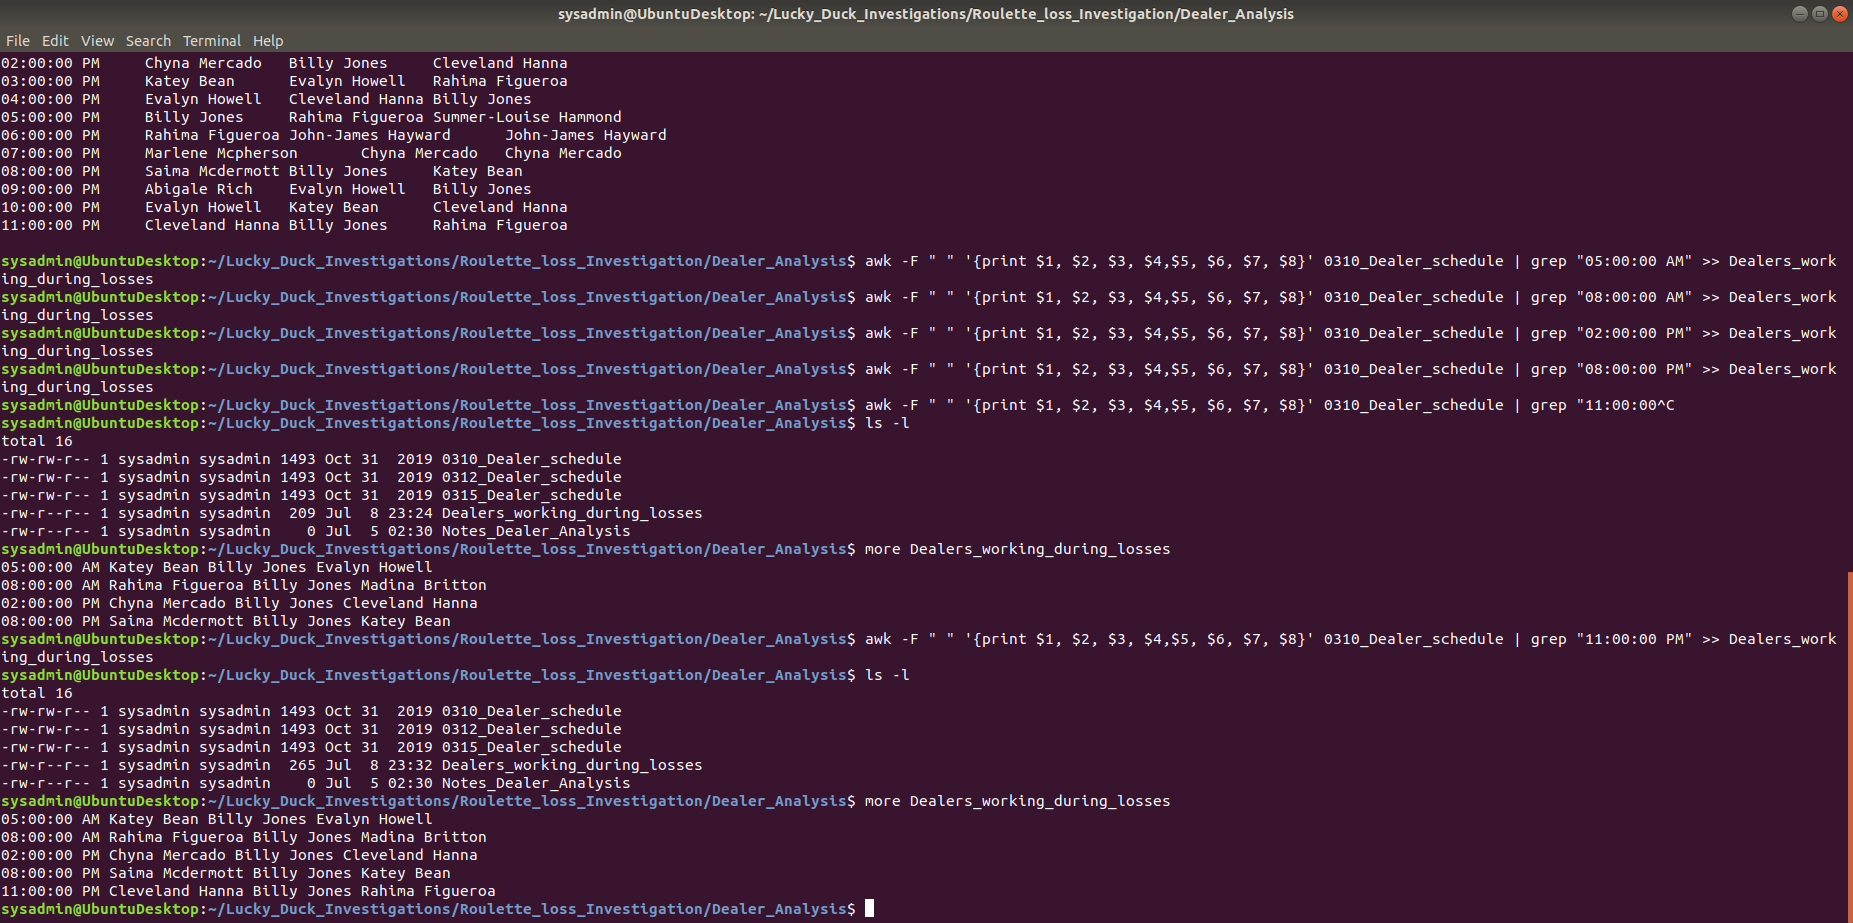 sysadmin@UbuntuDesktop: ~/Lucky_Duck_Investigations/Roulette_loss_Investigation/Dealer_Analysis
File Edit View Search Terminal Help
02:00:00 PM     Chyna Mercado   Billy Jones     Cleveland Hanna
03:00:00 PM     Katey Bean      Evalyn Howell   Rahima Figueroa
04:00:00 PM     Evalyn Howell   Cleveland Hanna Billy Jones
05:00:00 PM     Billy Jones     Rahima Figueroa Summer-Louise Hammond
06:00:00 PM     Rahima Figueroa John-James Hayward      John-James Hayward
07:00:00 PM     Marlene Mcpherson       Chyna Mercado   Chyna Mercado
08:00:00 PM     Saima Mcdermott Billy Jones     Katey Bean
09:00:00 PM     Abigale Rich    Evalyn Howell   Billy Jones
10:00:00 PM     Evalyn Howell   Katey Bean      Cleveland Hanna
11:00:00 PM     Cleveland Hanna Billy Jones     Rahima Figueroa
sysadmin@UbuntuDesktop:~/Lucky_Duck_Investigations/Roulette_loss_Investigation/Dealer_Analysis$ awk -F " " '{print $1, $2, $3, $4,$5, $6, $7, $8}' 0310_Dealer_schedule | grep "05:00:00 AM" >> Dealers_work
ing_during_losses
sysadmin@UbuntuDesktop:~/Lucky_Duck_Investigations/Roulette_loss_Investigation/Dealer_Analysis$ awk -F " " '{print $1, $2, $3, $4,$5, $6, $7, $8}' 0310_Dealer_schedule | grep "08:00:00 AM" >> Dealers_work
ing_during_losses
sysadmin@UbuntuDesktop:~/Lucky_Duck_Investigations/Roulette_loss_Investigation/Dealer_Analysis$ awk -F " " '{print $1, $2, $3, $4,$5, $6, $7, $8}' 0310_Dealer_schedule | grep "02:00:00 PM" >> Dealers_work
ing_during_losses
sysadmin@UbuntuDesktop:~/Lucky_Duck_Investigations/Roulette_loss_Investigation/Dealer_Analysis$ awk -F " " '{print $1, $2, $3, $4,$5, $6, $7, $8}' 0310_Dealer_schedule | grep "08:00:00 PM" >> Dealers_work
ing_during_losses
sysadmin@UbuntuDesktop:~/Lucky_Duck_Investigations/Roulette_loss_Investigation/Dealer_Analysis$ awk -F " " '{print $1, $2, $3, $4,$5, $6, $7, $8}' 0310_Dealer_schedule | grep "11:00:00^C
sysadmin@UbuntuDesktop:~/Lucky_Duck_Investigations/Roulette_loss_Investigation/Dealer_Analysis$ ls -l
total 16
-rw-rw-r-- 1 sysadmin sysadmin 1493 Oct 31  2019 0310_Dealer_schedule
-rw-rw-r-- 1 sysadmin sysadmin 1493 Oct 31  2019 0312_Dealer_schedule
-rw-rw-r-- 1 sysadmin sysadmin 1493 Oct 31  2019 0315_Dealer_schedule
-rw-r--r-- 1 sysadmin sysadmin  209 Jul  8 23:24 Dealers_working_during_losses
-rw-r--r-- 1 sysadmin sysadmin    0 Jul  5 02:30 Notes_Dealer_Analysis
sysadmin@UbuntuDesktop:~/Lucky_Duck_Investigations/Roulette_loss_Investigation/Dealer_Analysis$ more Dealers_working_during_losses
05:00:00 AM Katey Bean Billy Jones Evalyn Howell
08:00:00 AM Rahima Figueroa Billy Jones Madina Britton
02:00:00 PM Chyna Mercado Billy Jones Cleveland Hanna
08:00:00 PM Saima Mcdermott Billy Jones Katey Bean
sysadmin@UbuntuDesktop:~/Lucky_Duck_Investigations/Roulette_loss_Investigation/Dealer_Analysis$ awk -F " " '{print $1, $2, $3, $4,$5, $6, $7, $8}' 0310_Dealer_schedule | grep "11:00:00 PM" >> Dealers_work
ing_during_losses
sysadmin@UbuntuDesktop:~/Lucky_Duck_Investigations/Roulette_loss_Investigation/Dealer_Analysis$ ls -l
total 16
-rw-rw-r-- 1 sysadmin sysadmin 1493 Oct 31  2019 0310_Dealer_schedule
-rw-rw-r-- 1 sysadmin sysadmin 1493 Oct 31  2019 0312_Dealer_schedule
-rw-rw-r-- 1 sysadmin sysadmin 1493 Oct 31  2019 0315_Dealer_schedule
-rw-r--r-- 1 sysadmin sysadmin  265 Jul  8 23:32 Dealers_working_during_losses
-rw-r--r-- 1 sysadmin sysadmin    0 Jul  5 02:30 Notes_Dealer_Analysis
sysadmin@UbuntuDesktop:~/Lucky_Duck_Investigations/Roulette_loss_Investigation/Dealer_Analysis$ more Dealers_working_during_losses
05:00:00 AM Katey Bean Billy Jones Evalyn Howell
08:00:00 AM Rahima Figueroa Billy Jones Madina Britton
02:00:00 PM Chyna Mercado Billy Jones Cleveland Hanna
08:00:00 PM Saima Mcdermott Billy Jones Katey Bean
11:00:00 PM Cleveland Hanna Billy Jones Rahima Figueroa
sysadmin@UbuntuDesktop:~/Lucky_Duck_Investigations/Roulette_loss_Investigation/Dealer_Analysis$